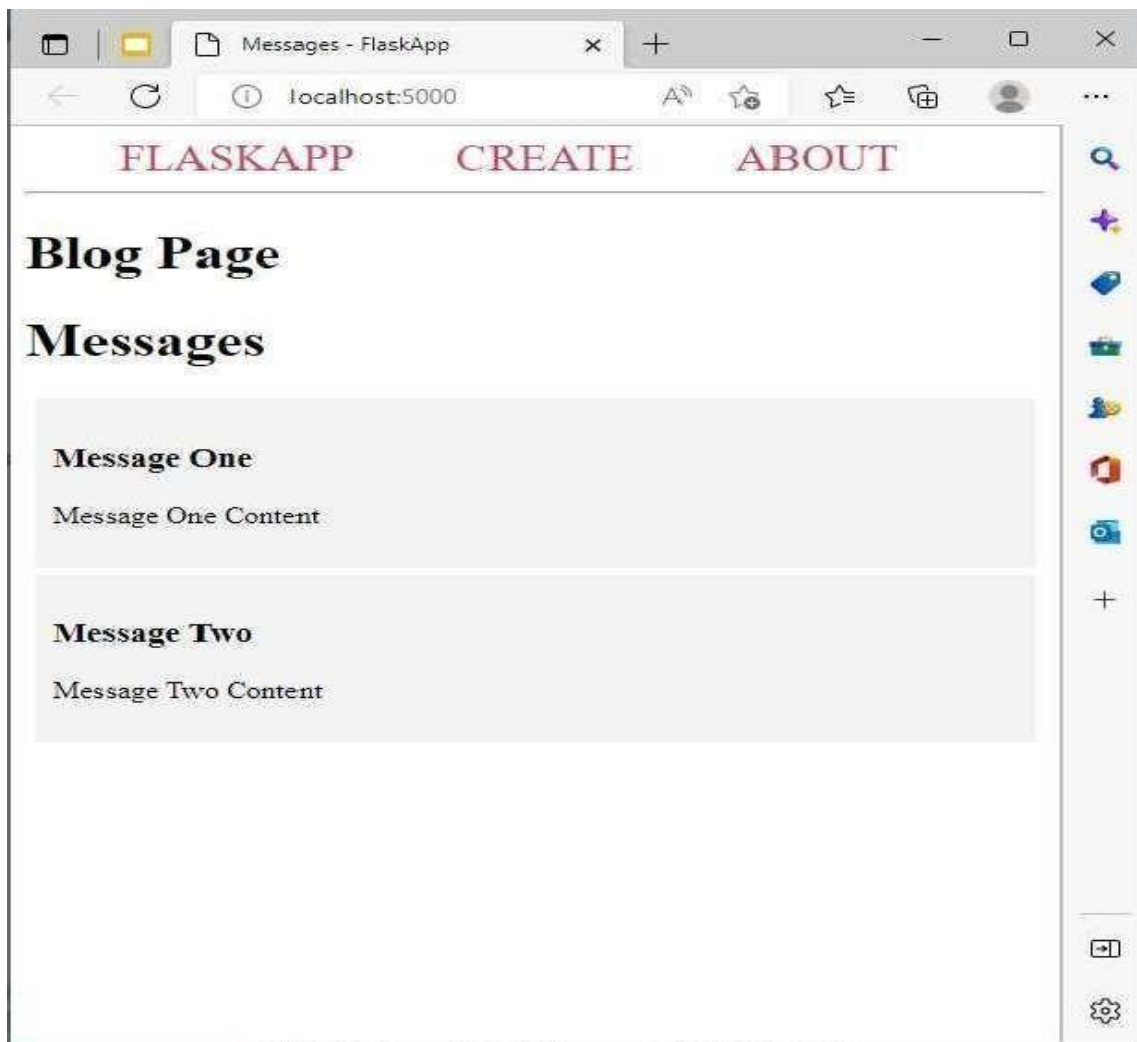 Messages - FlaskApp
localhost:5000
FLASKAPP CREATE ABOUT
Blog Page
Messages
Message One
Message One Content
Message Two
Message Two Content